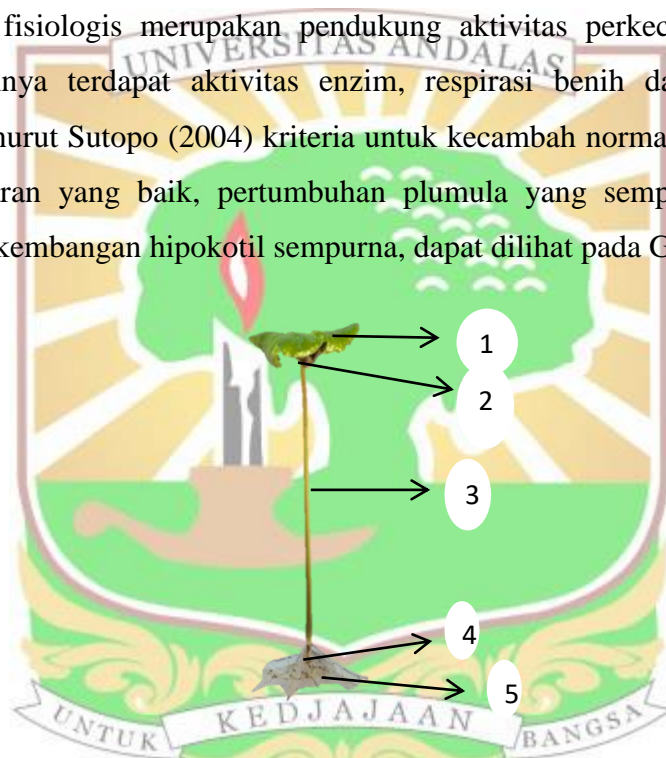 fisiologis merupakan pendukung aktivitas perkec
UNIVERSITAS ANDALAS
nya terdapat aktivitas enzim, respirasi benih da
nurut Sutopo (2004) kriteria untuk kecambah norma
ran yang baik, pertumbuhan plumula yang semp
kembangan hipokotil sempurna, dapat dilihat pada G
1
2
3
4
5
UNTUK KEDJAJAAN BANGSA